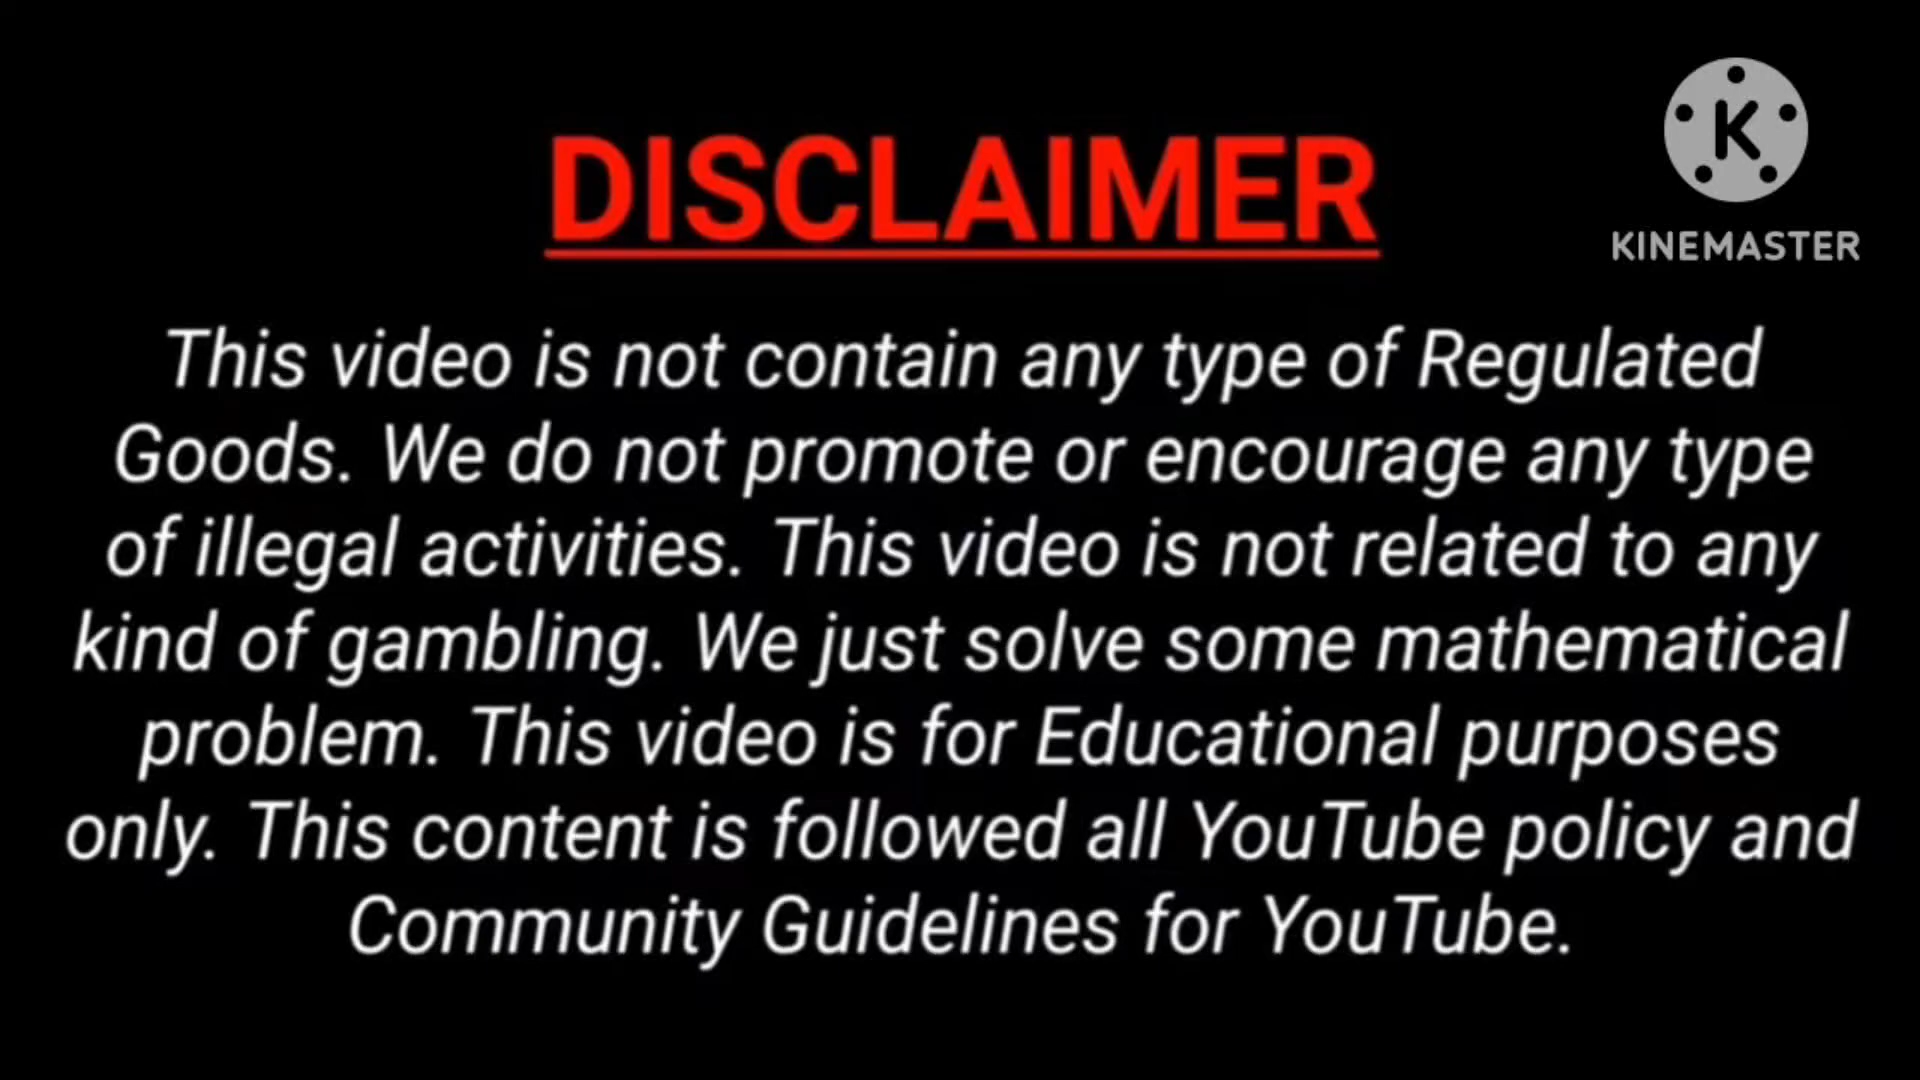 DISCLAIMER
K
KINEMASTER
This video is not contain any type of Regulated
Goods. We do not promote or encourage any type
of illegal activities. This video is not related to any
kind of gambling. We just solve some mathematical
problem. This video is for Educational purposes
only. This content is followed all YouTube policy and
Community Guidelines for YouTube.